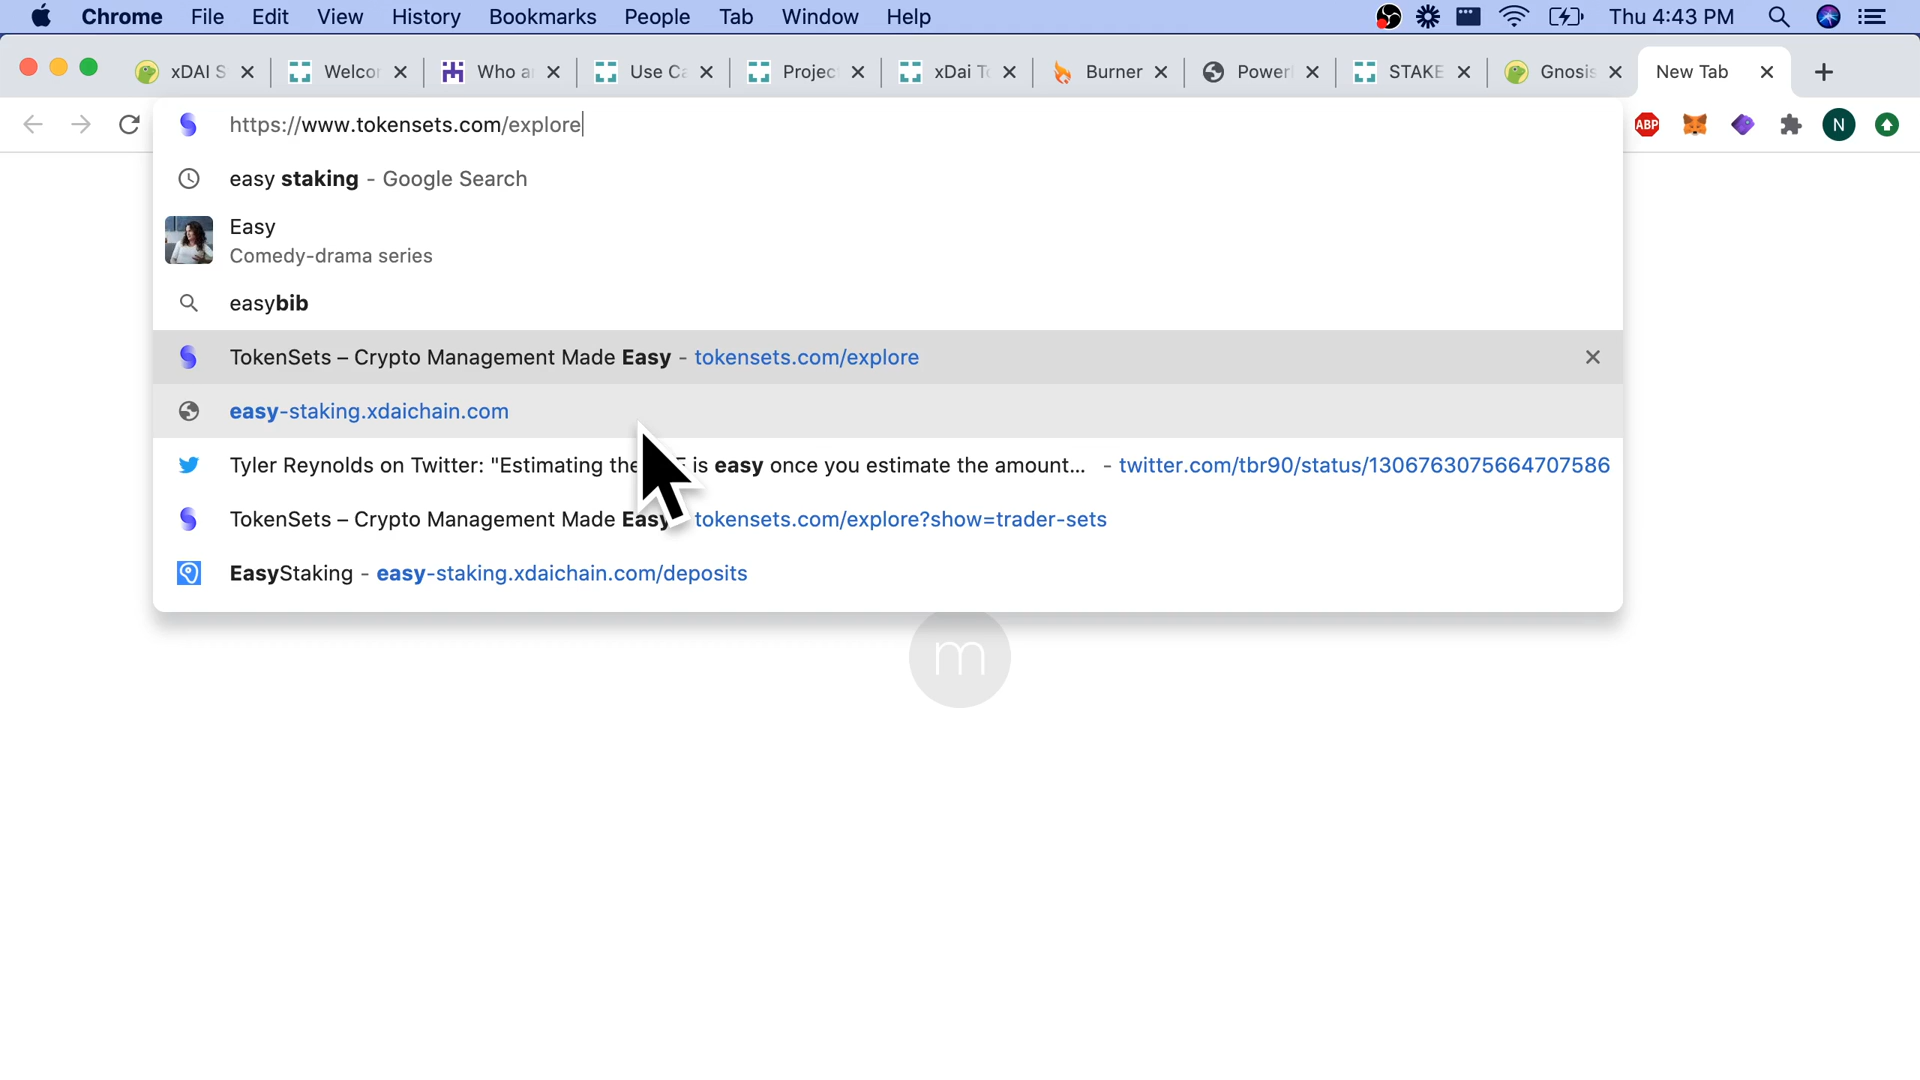 Chrome File Edit View History Bookmarks People Tab Window Help Thu 4:43 PM
xDAI S Welcor Who a Use Ca Projec xDai To Burner Power STAKE Gnosis New Tab
https://www.tokensets.com/explore
ABP N
easy staking - Google Search
Easy
Comedy-drama series
easybib
TokenSets – Crypto Management Made Easy - tokensets.com/explore
easy-staking.xdaichain.com
Tyler Reynolds on Twitter: "Estimating the is easy once you estimate the amount... - twitter.com/tbr90/status/1306763075664707586
TokenSets – Crypto Management Made Easy tokensets.com/explore?show=trader-sets
EasyStaking - easy-staking.xdaichain.com/deposits
m